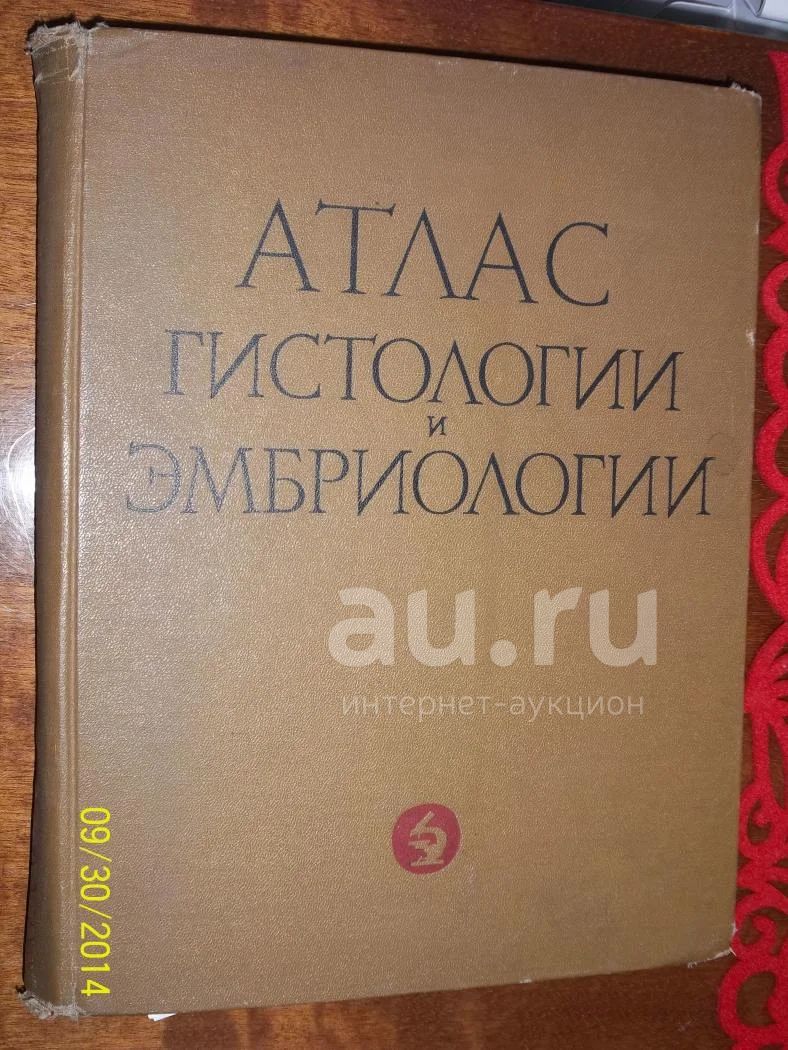 АТЛАС
ГИСТОЛОГИИ
и
ЭМБРИОЛОГИИ
au.ru
интернет-аукцион
09/30/2014